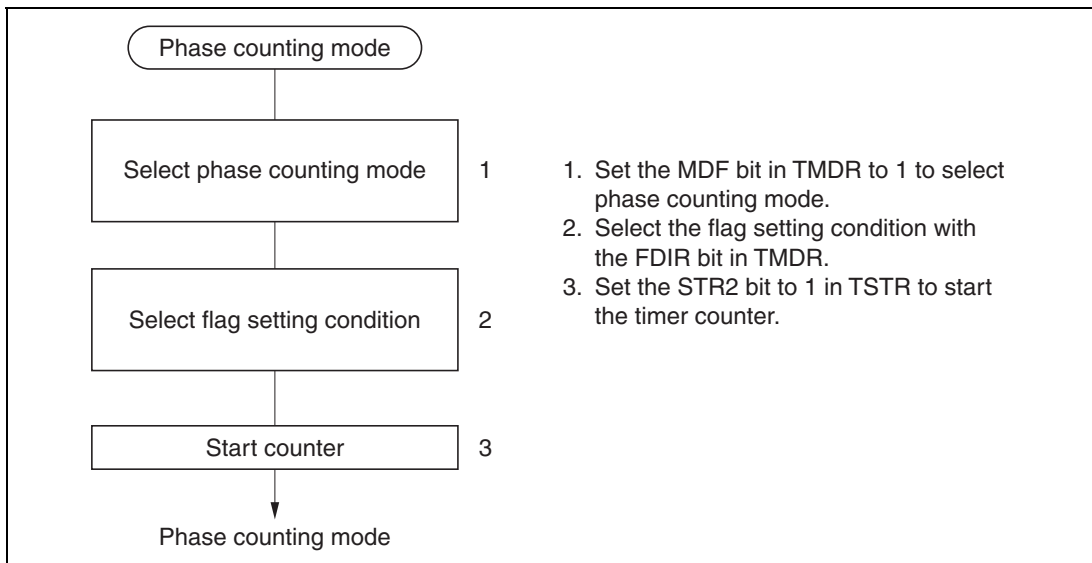 Phase counting mode
Select phase counting mode 1
Select flag setting condition 2
Start counter 3
Phase counting mode
1. Set the MDF bit in TMDR to 1 to select
phase counting mode.
2. Select the flag setting condition with
the FDIR bit in TMDR.
3. Set the STR2 bit to 1 in TSTR to start
the timer counter.